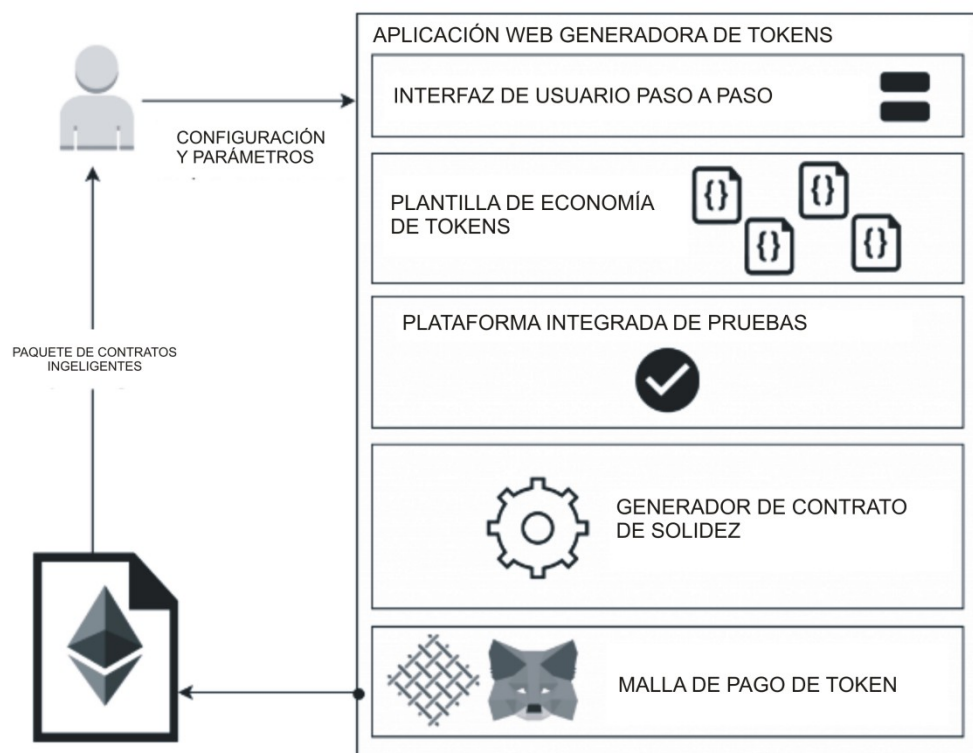 APLICACIÓN WEB GENERADORA DE TOKENS
INTERFAZ DE USUARIO PASO A PASO
CONFIGURACIÓN
Y PARÁMETROS
PLANTILLA DE ECONOMÍA
DE TOKENS
{}
{}
{}
{}
PLATAFORMA INTEGRADA DE PRUEBAS
PAQUETE DE CONTRATOS
INGELIGENTES
GENERADOR DE CONTRATO
DE SOLIDEZ
MALLA DE PAGO DE TOKEN